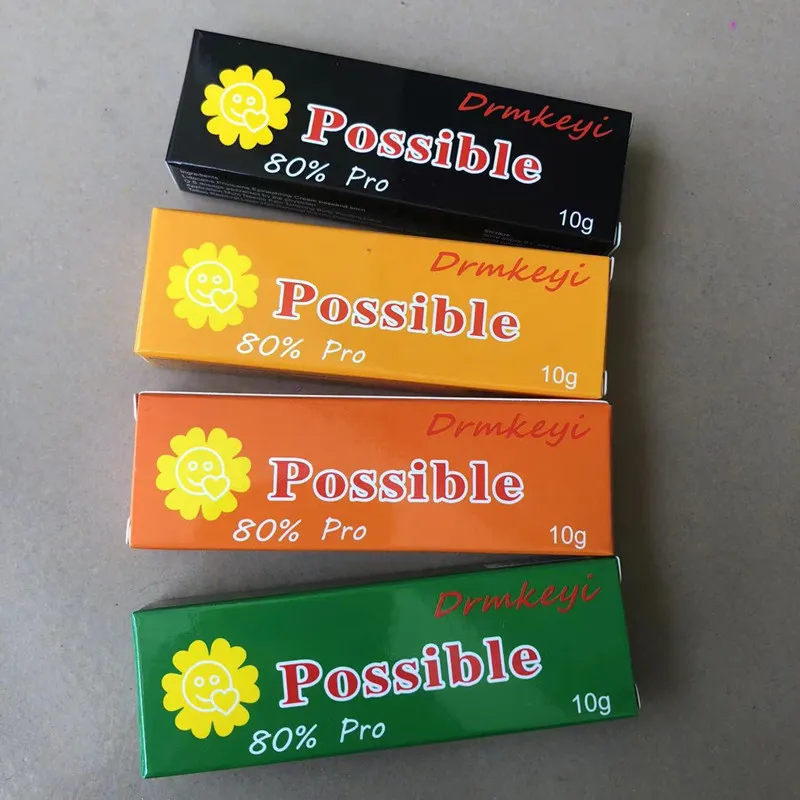 Drmkeyi
Possible
80% Pro
10g
Ingredients
Drmkeyi
Possible
80% Pro
10g
Drmkeyi
Possible
80% Pro
10g
Drmkeyi
Possible
80% Pro
10g